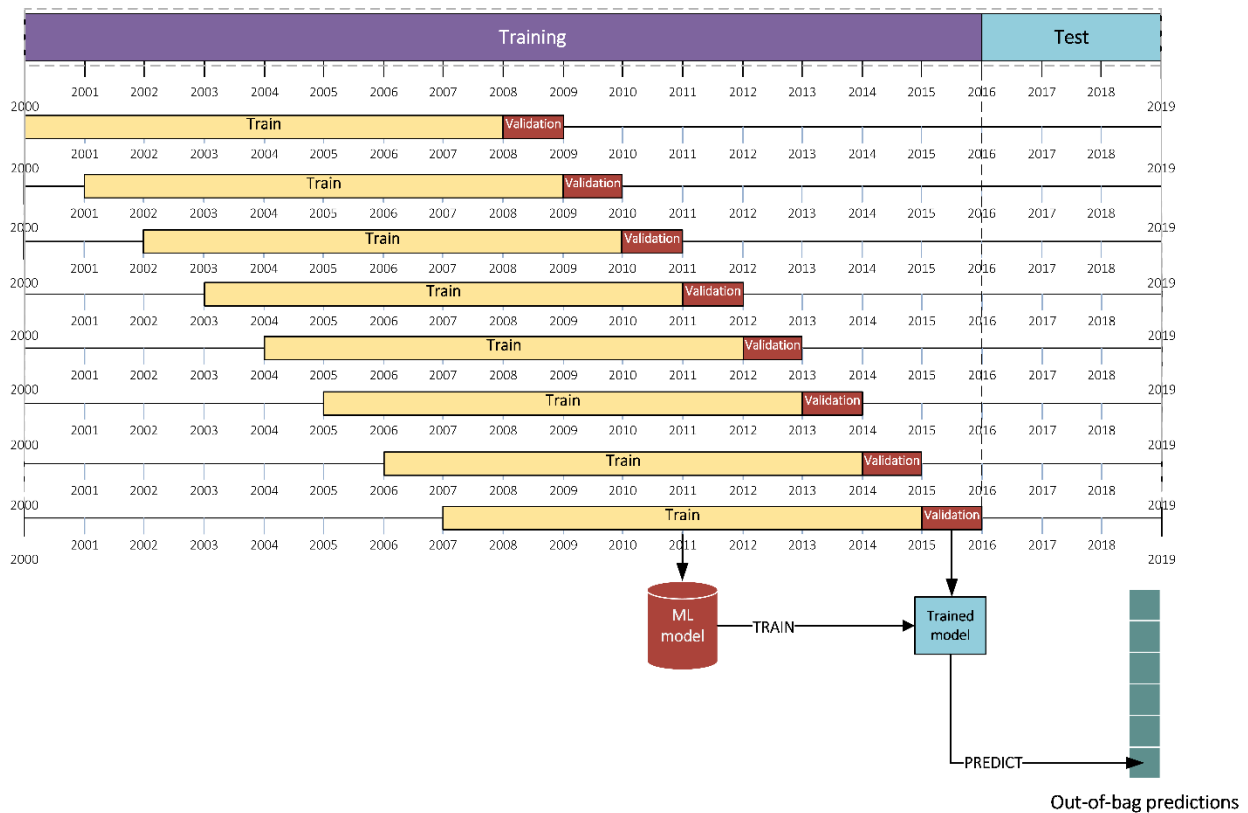 Training Test
2001 2002 2003 2004 2005 2006 2007 2008 2009 2010 2011 2012 2013 2014 2015 2016 2017 2018
2000 2019
Train Validation
2001 2002 2003 2004 2005 2006 2007 2008 2009 2010 2011 2012 2013 2014 2015 2016 2017 2018
2000 2019
Train Validation
2001 2002 2003 2004 2005 2006 2007 2008 2009 2010 2011 2012 2013 2014 2015 2016 2017 2018
2000 2019
Train Validation
2001 2002 2003 2004 2005 2006 2007 2008 2009 2010 2011 2012 2013 2014 2015 2016 2017 2018
2000 2019
Train Validation
2001 2002 2003 2004 2005 2006 2007 2008 2009 2010 2011 2012 2013 2014 2015 2016 2017 2018
2000 2019
Train Validation
2001 2002 2003 2004 2005 2006 2007 2008 2009 2010 2011 2012 2013 2014 2015 2016 2017 2018
2000 2019
Train Validation
2001 2002 2003 2004 2005 2006 2007 2008 2009 2010 2011 2012 2013 2014 2015 2016 2017 2018
2000 2019
Train Validation
2001 2002 2003 2004 2005 2006 2007 2008 2009 2010 2011 2012 2013 2014 2015 2016 2017 2018
2000 2019
Train Validation
2001 2002 2003 2004 2005 2006 2007 2008 2009 2010 2011 2012 2013 2014 2015 2016 2017 2018
2000 2019
ML
model
TRAIN
Trained
model
PREDICT
Out-of-bag predictions